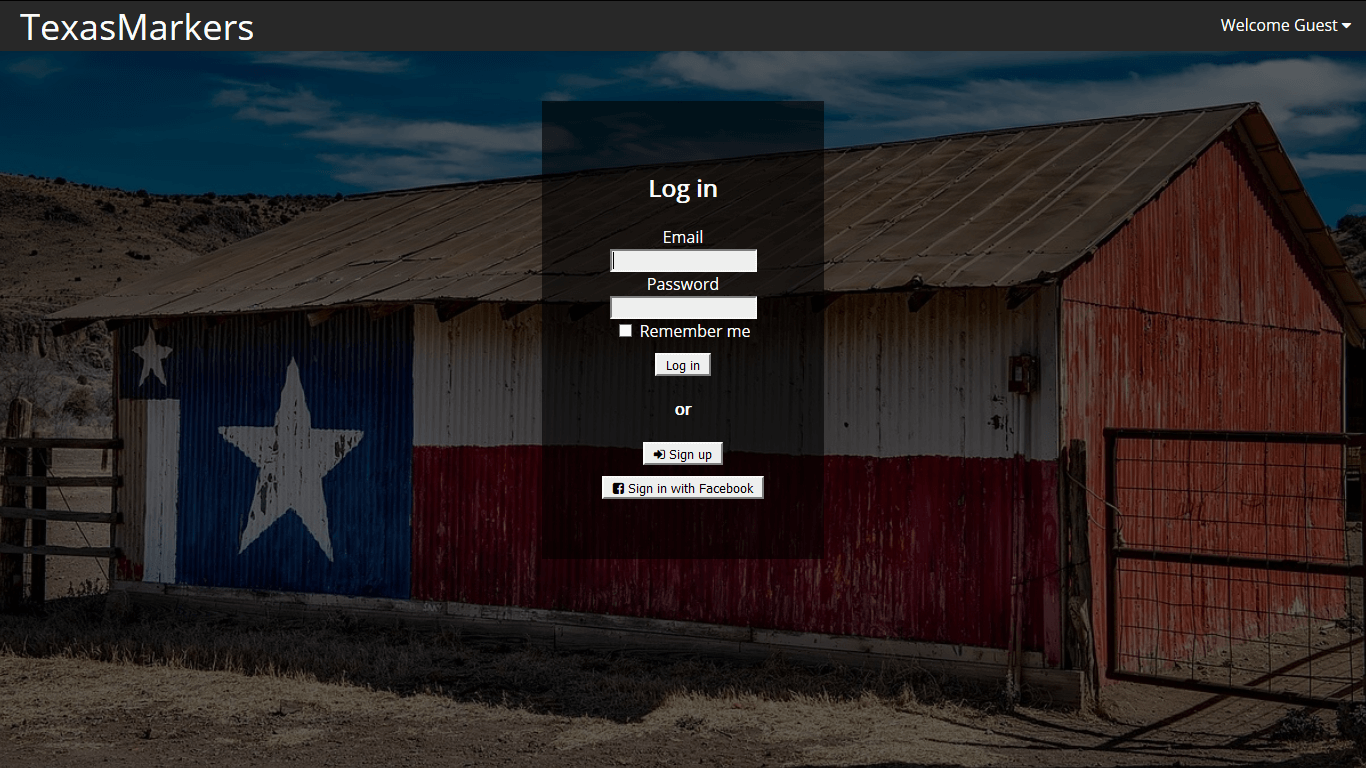 TexasMarkers
Welcome Guest
Log in
Email
Password
Remember me
Log in
or
Sign up
Sign in with Facebook